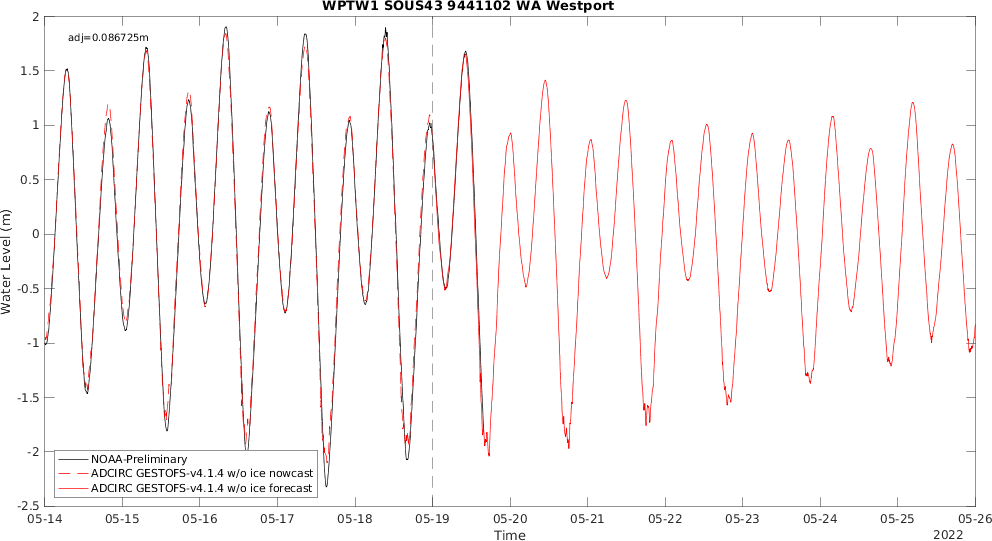 WPTW1 SOUS43 9441102 WA Westport
adj=0.086725m
2
1.5
1
0.5
0
-0.5
-1
-1.5
-2
-2.5
Water Level (m)
NOAA-Preliminary
ADCIRC GESTOFS-v4.1.4 w/o ice nowcast
ADCIRC GESTOFS-v4.1.4 w/o ice forecast
05-14 05-15 05-16 05-17 05-18 05-19 05-20 05-21 05-22 05-23 05-24 05-25 05-26
Time
2022